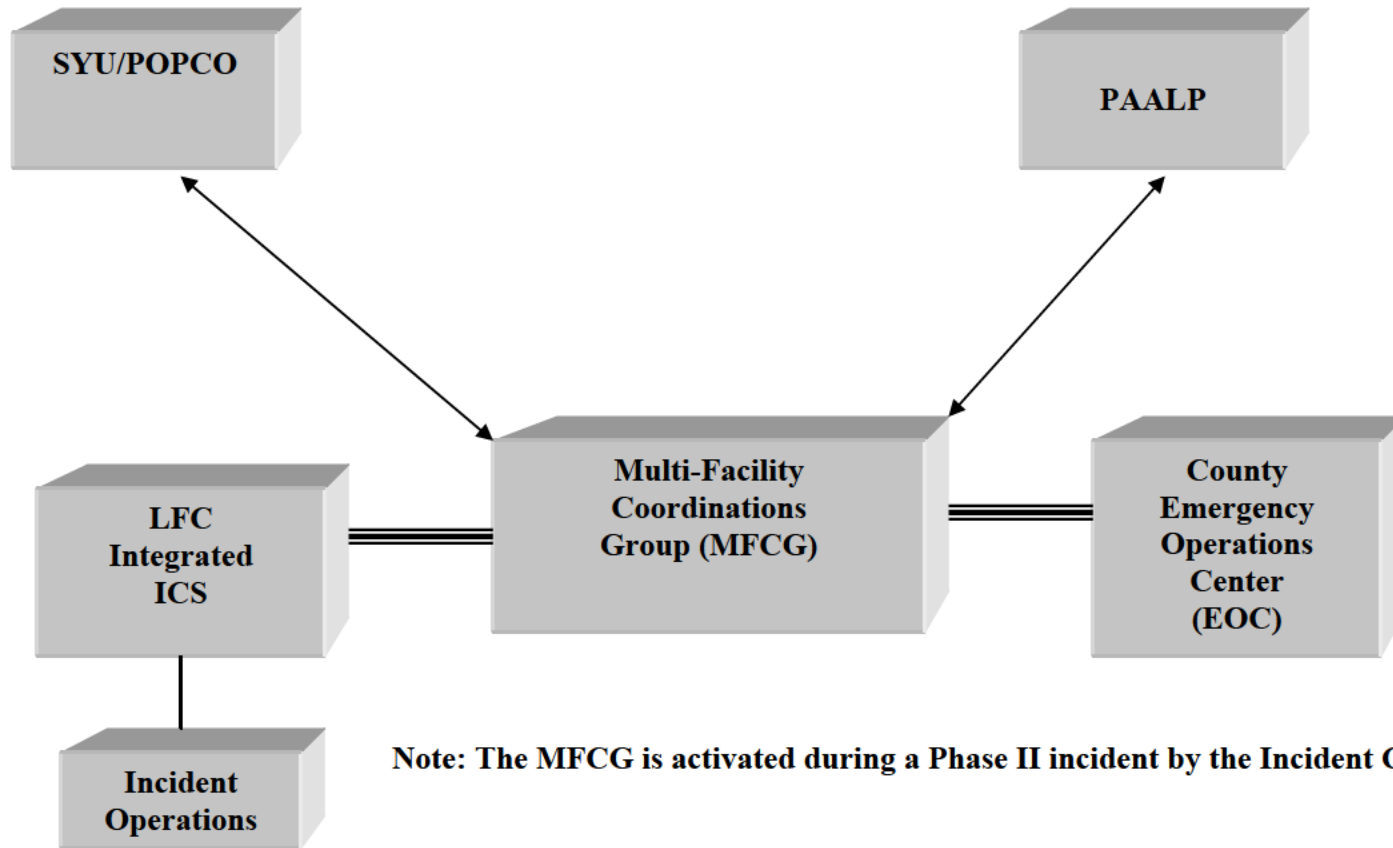 SYU/POPCO
PAALP
Multi-Facility
Coordinations
Group (MFCG)
County
Emergency
Operations
Center
(EOC)
LFC
Integrated
ICS
Note: The MFCG is activated during a Phase II incident by the Incident
Incident
Operations